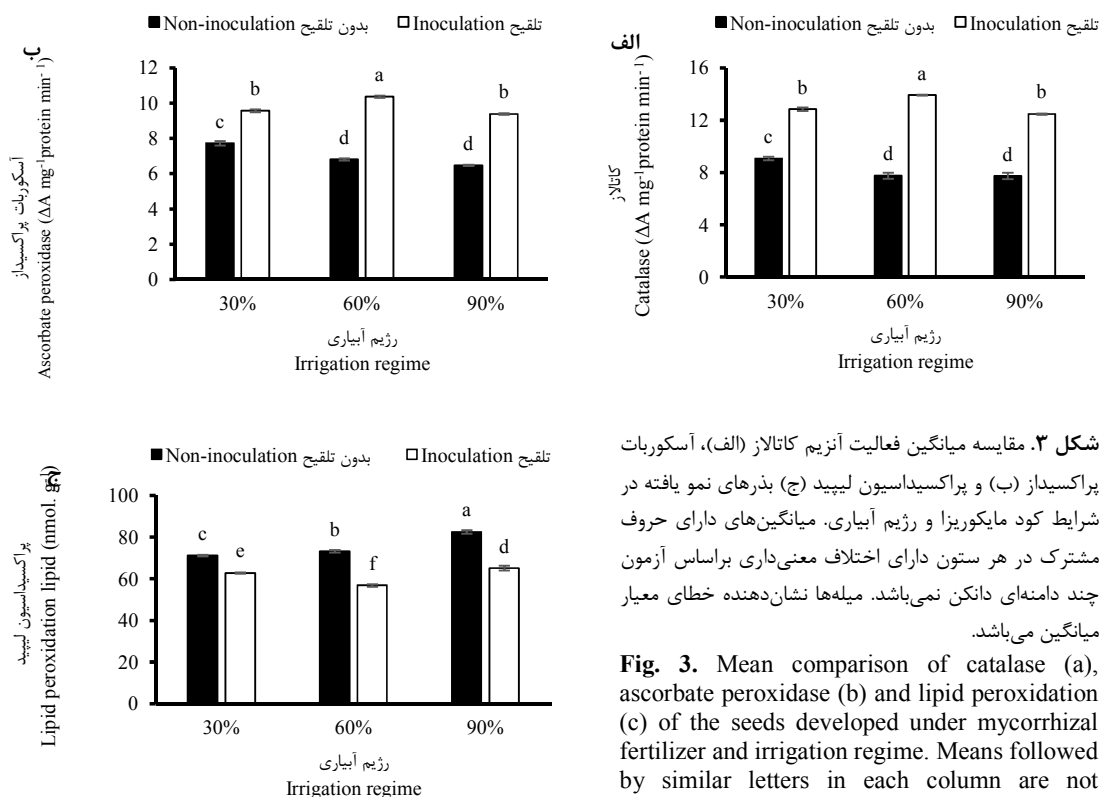 ■Non-inoculation بدون تلقیح □Inoculation تلقیح
ب
آسکوربات پراکسیداز
Ascorbate peroxidase (ΔA mg⁻¹protein min⁻¹)
12
10
8
6
4
2
0
c b d a d b
30% 60% 90%
رژیم آبیاری
Irrigation regime
■Non-inoculation بدون تلقیح □Inoculation تلقیح
الف
کاتالاز
Catalase (ΔA mg⁻¹protein min⁻¹)
16
12
8
4
0
c b d a d b
30% 60% 90%
رژیم آبیاری
Irrigation regime
■Non-inoculation بدون تلقیح □Inoculation تلقیح
ج
پراکسیداسیون لیپید
Lipid peroxidation lipid (nmol. g⁻¹)
100
80
60
40
20
0
c e b f a d
30% 60% 90%
رژیم آبیاری
Irrigation regime
شکل ۳. مقایسه میانگین فعالیت آنزیم کاتالاز (الف)، آسکوربات
پراکسیداز (ب) و پراکسیداسیون لیپید (ج) بذرهای نمو یافته در
شرایط کود مایکوریزا و رژیم آبیاری. میانگین‌های دارای حروف
مشترک در هر ستون دارای اختلاف معنی‌داری براساس آزمون
چند دامنه‌ای دانکن نمی‌باشد. میله‌ها نشان‌دهنده خطای معیار
میانگین می‌باشد.
Fig. 3. Mean comparison of catalase (a),
ascorbate peroxidase (b) and lipid peroxidation
(c) of the seeds developed under mycorrhizal
fertilizer and irrigation regime. Means followed
by similar letters in each column are not